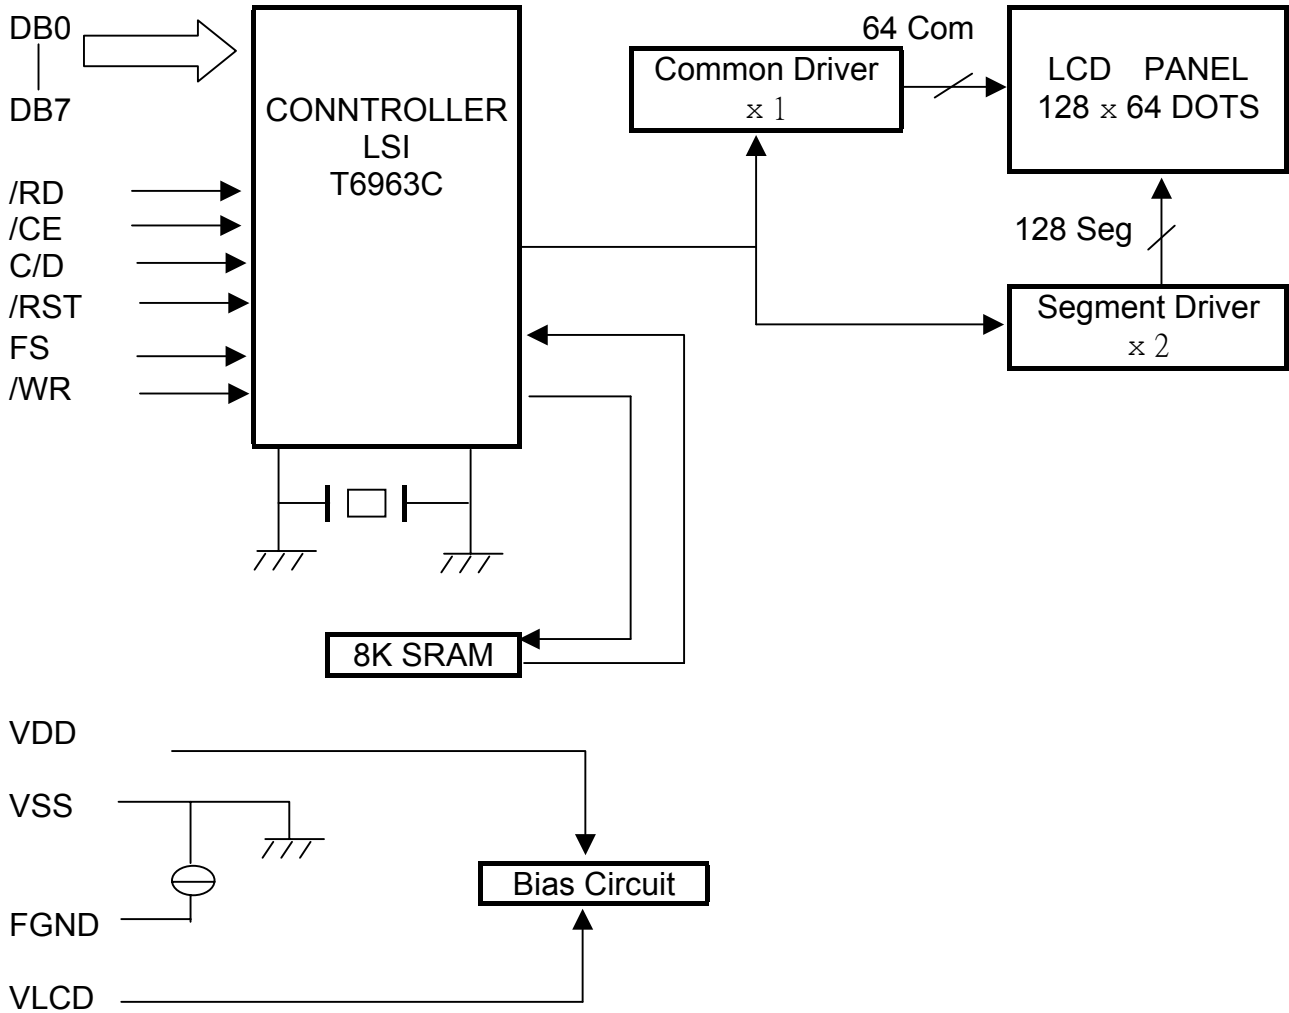 DB0
DB7
/RD
/CE
C/D
/RST
FS
/WR
CONNTROLLER
LSI
T6963C
64 Com
Common Driver
x 1
LCD PANEL
128 x 64 DOTS
128 Seg
Segment Driver
x 2
8K SRAM
VDD
VSS
FGND
VLCD
Bias Circuit